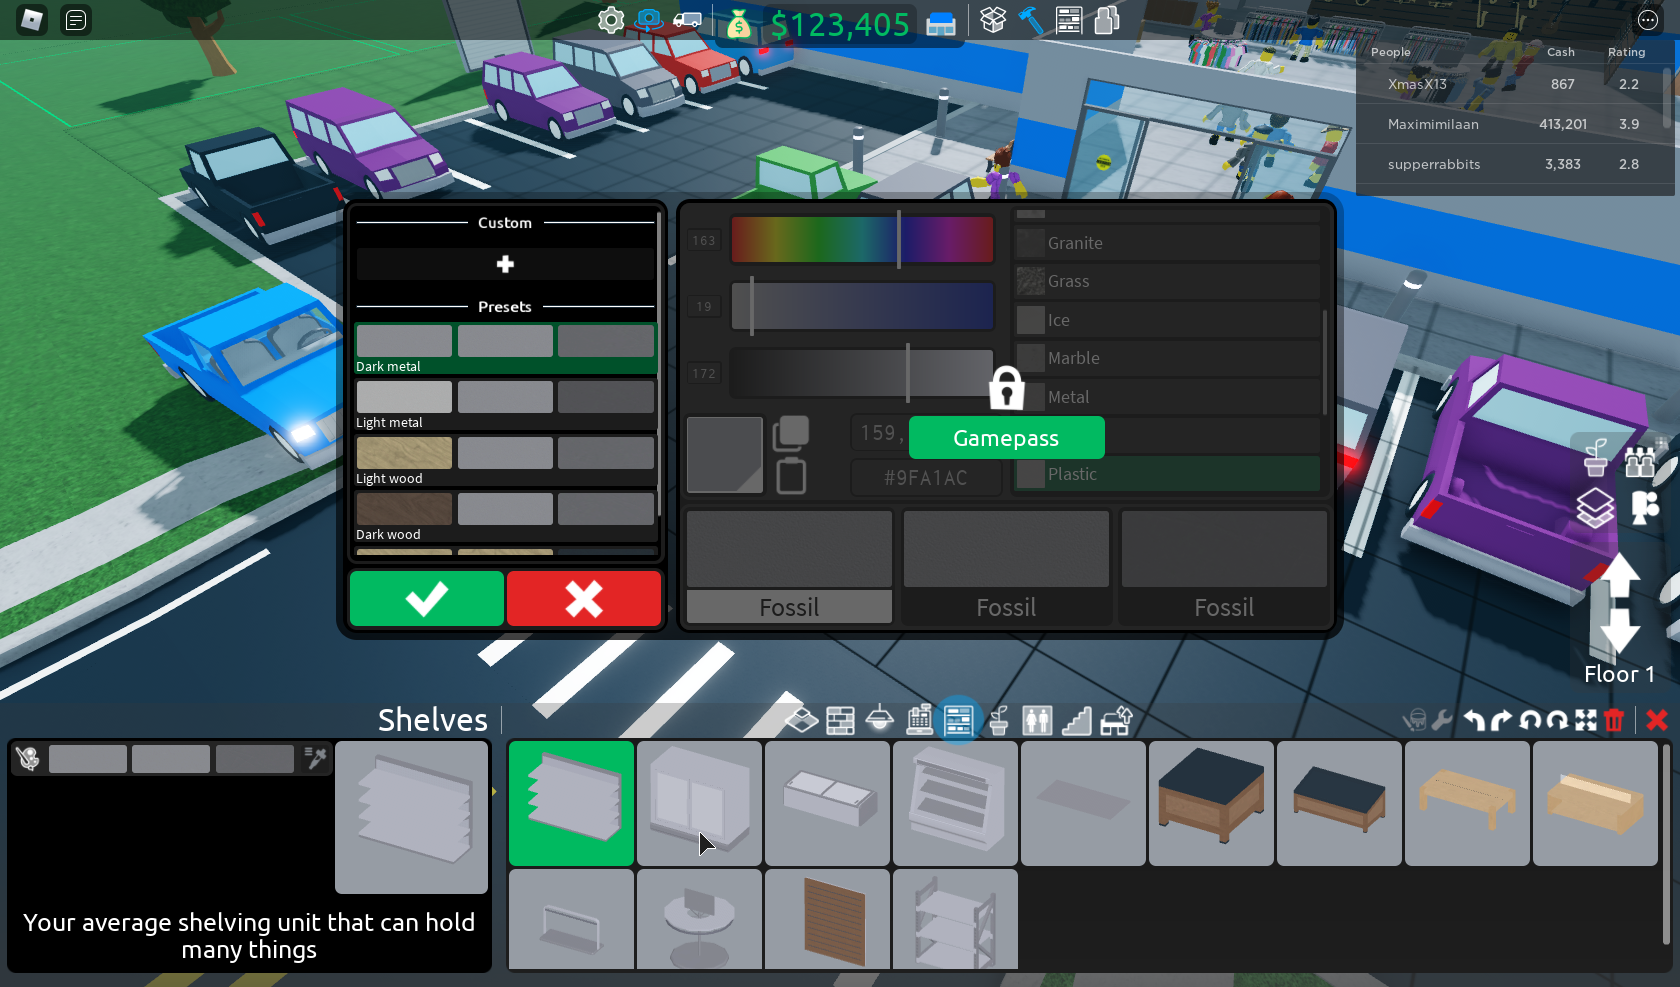 $123,405
People Cash Rating
XmasX13 867 2.2
Maximimilaan 413,201 3.9
supperrabbits 3,383 2.8
Custom
Presets
Dark metal
Light metal
Light wood
Dark wood
163
19
172
159,
#9FA1AC
Granite
Grass
Ice
Marble
Metal
Plastic
Gamepass
Fossil
Fossil
Fossil
Floor 1
Shelves
Your average shelving unit that can hold
many things